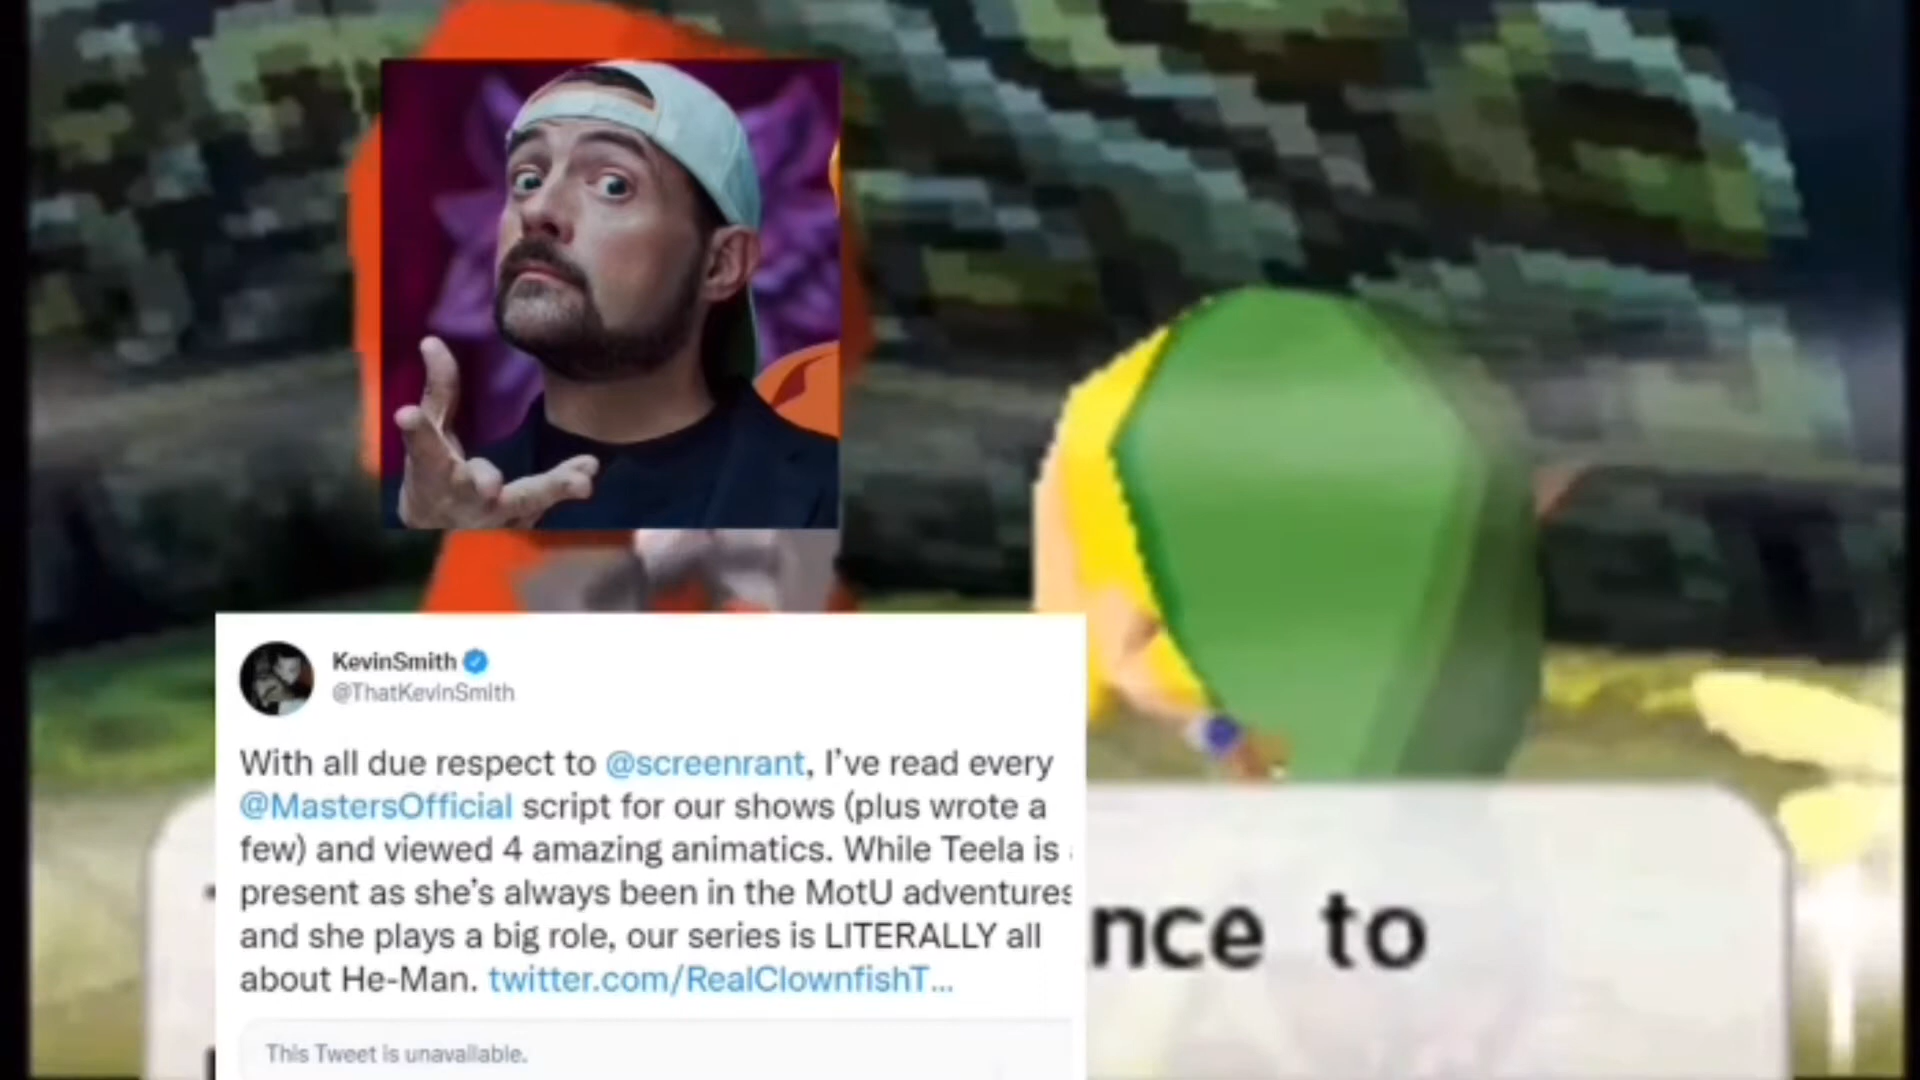 KevinSmith
@ThatKevinSmith
With all due respect to @screenrant, I've read every
@MastersOfficial script for our shows (plus wrote a
few) and viewed 4 amazing animatics. While Teela is
present as she's always been in the MotU adventures
and she plays a big role, our series is LITERALLY all
about He-Man. twitter.com/RealClownfishT...
This Tweet is unavailable.
to